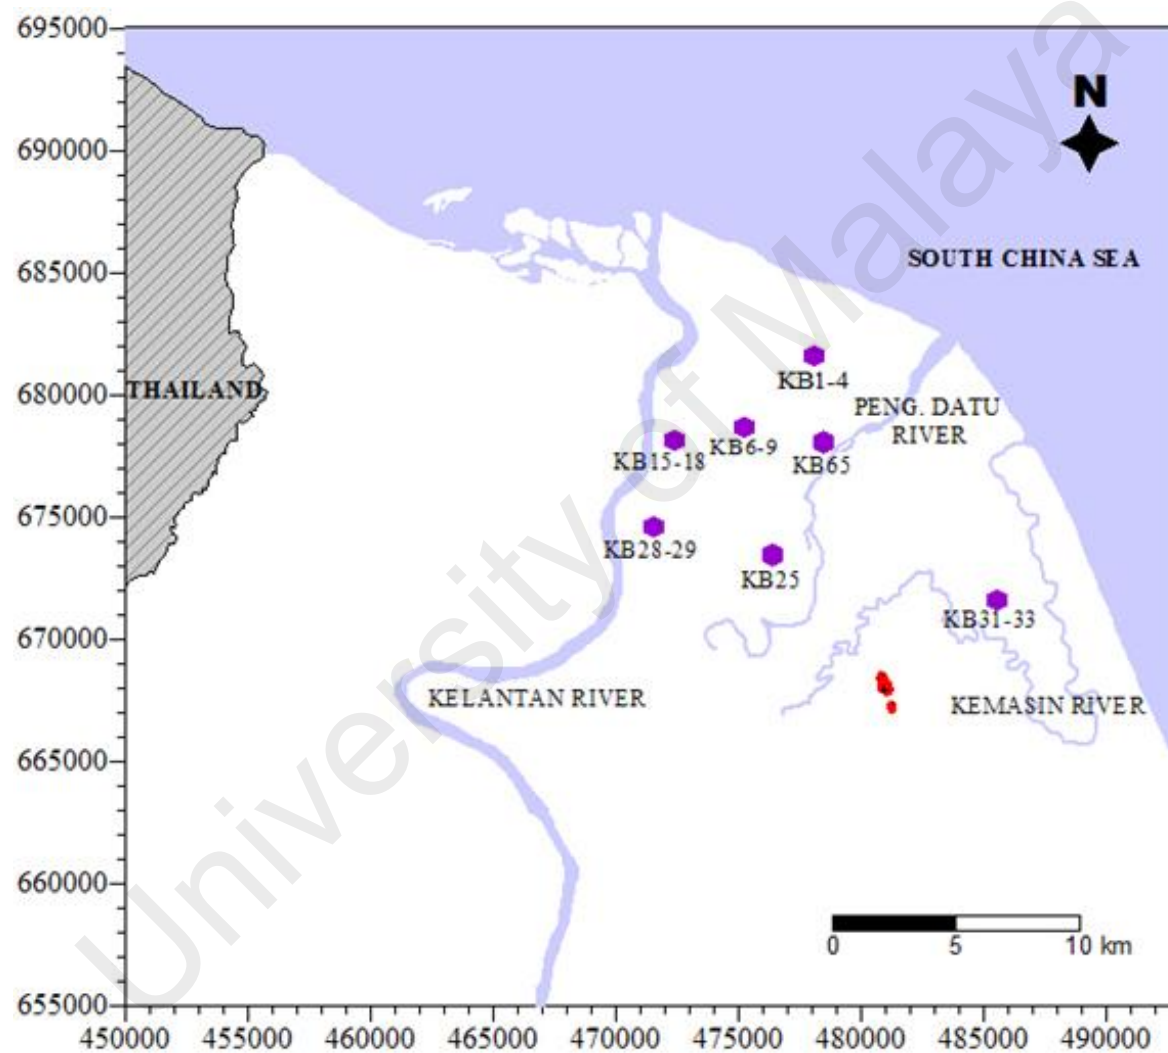 695000
690000
685000
680000
675000
670000
665000
660000
655000
450000 455000 460000 465000 470000 475000 480000 485000 490000
N
SOUTH CHINA SEA
THAILAND
KB1-4
PENG. DATU
RIVER
KB6-9
KB15-18
KB65
KB28-29
KB25
KB31-33
KELANTAN RIVER
KEMASIN RIVER
0 5 10 km
University of Malaya